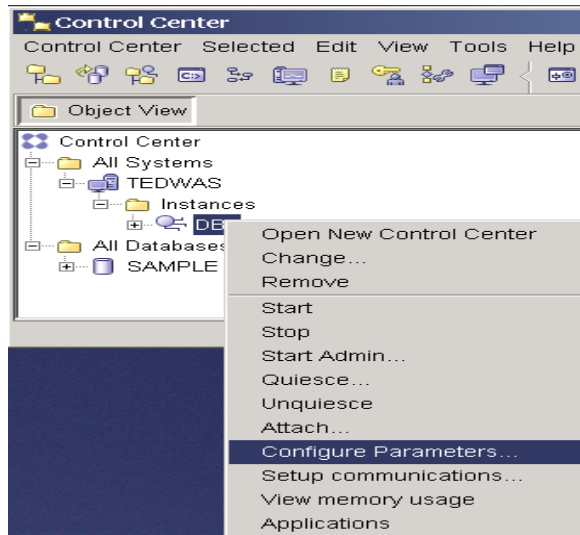 Control Center
Control Center Selected Edit View Tools Help
Object View
Control Center
All Systems
TEDWAS
Instances
All Databases
SAMPLE
Open New Control Center
Change...
Remove
Start
Stop
Start Admin...
Quiesce...
Unquiesce
Attach...
Configure Parameters...
Setup communications...
View memory usage
Applications